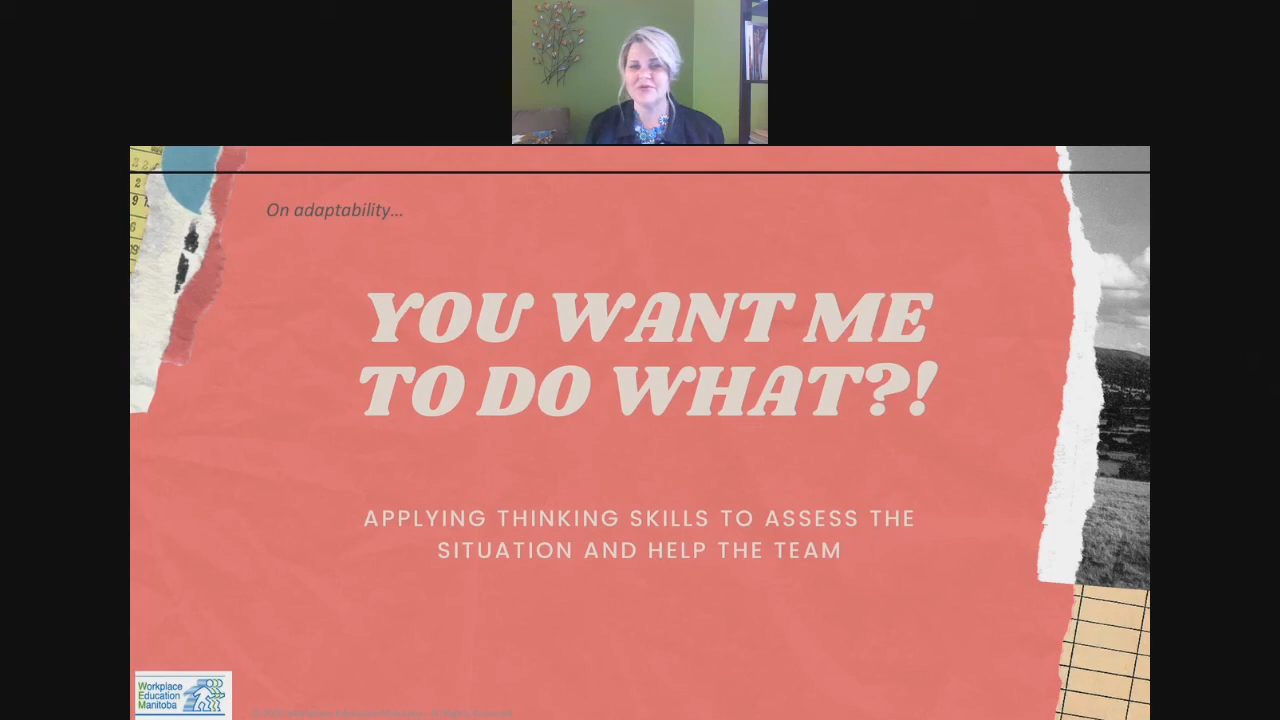 On adaptability...
YOU WANT ME
TO DO WHAT?!
APPLYING THINKING SKILLS TO ASSESS THE
SITUATION AND HELP THE TEAM
Workplace
Education
Manitoba